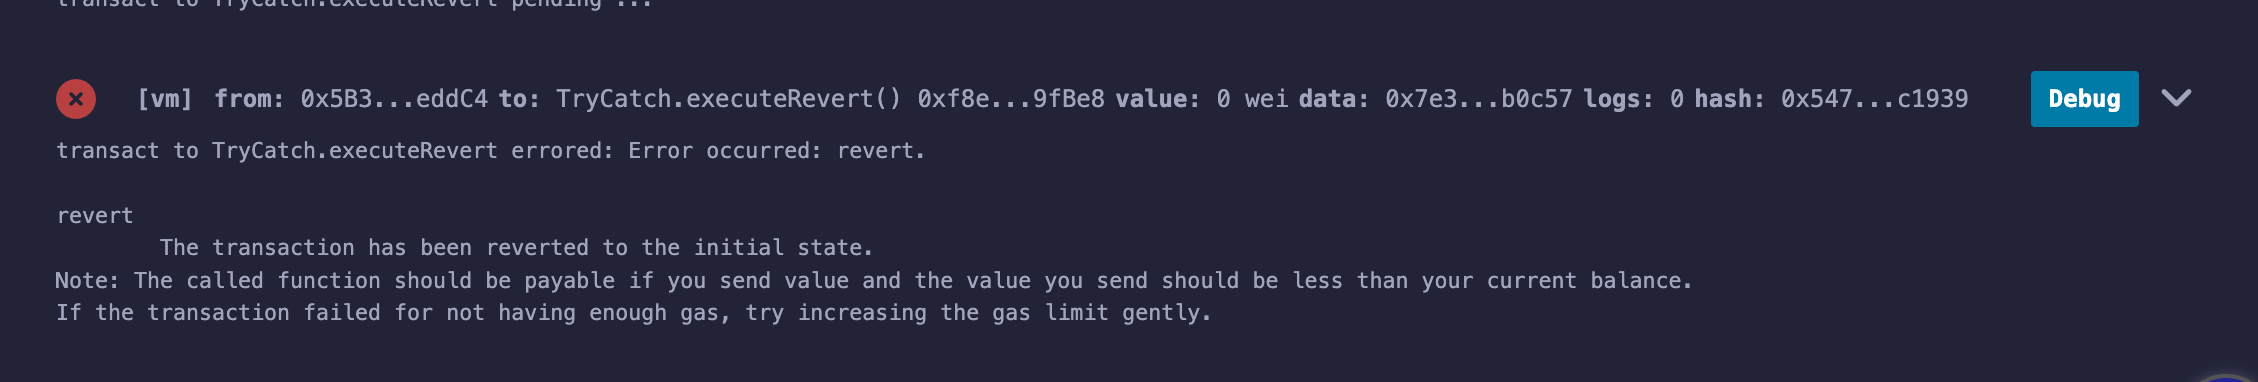 transact to TryCatch.executeRevert pending ...
[vm] from: 0x5B3...eddC4 to: TryCatch.executeRevert() 0xf8e...9fBe8 value: 0 wei data: 0x7e3...b0c57 logs: 0 hash: 0x547...c1939 Debug
transact to TryCatch.executeRevert errored: Error occurred: revert.
revert
The transaction has been reverted to the initial state.
Note: The called function should be payable if you send value and the value you send should be less than your current balance.
If the transaction failed for not having enough gas, try increasing the gas limit gently.